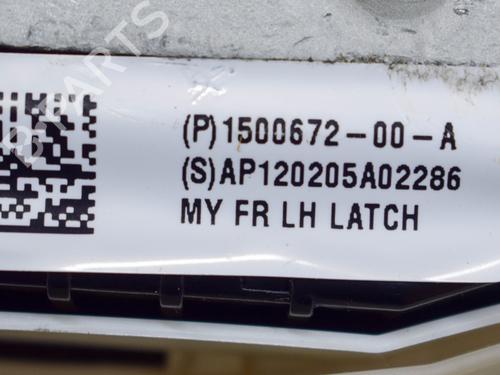 (P)1500672-00-A
(S)AP120205A02286
MY FR LH LATCH